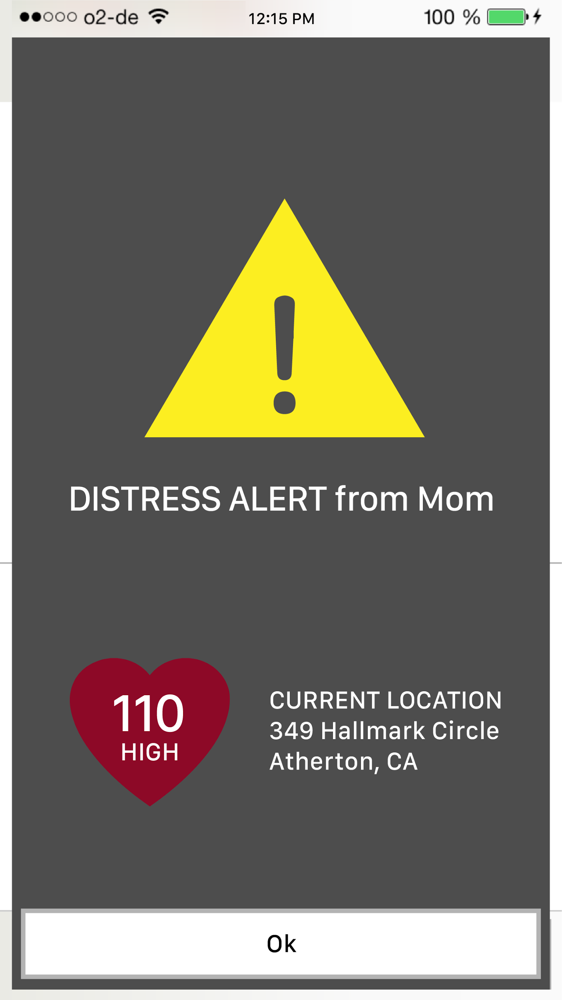 o2-de 12:15 PM 100 %
!
DISTRESS ALERT from Mom
110
HIGH
CURRENT LOCATION
349 Hallmark Circle
Atherton, CA
Ok